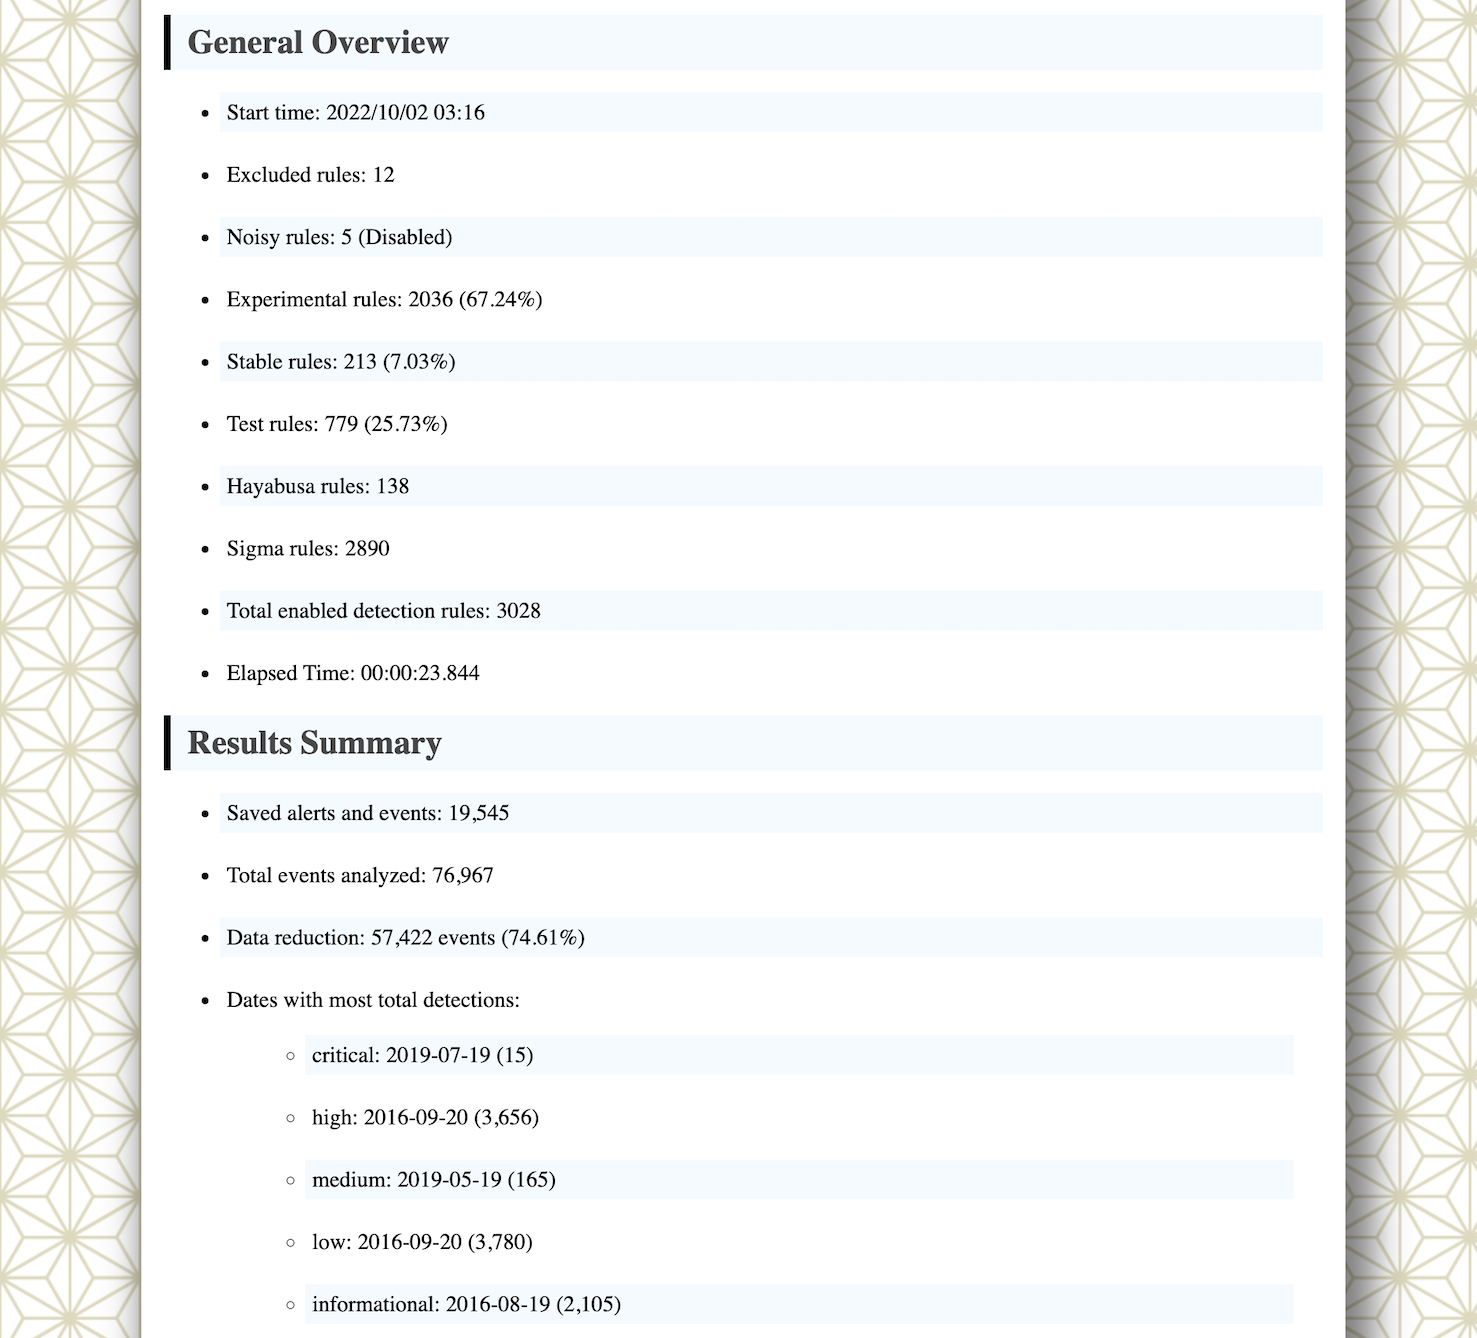 General Overview
Start time: 2022/10/02 03:16
Excluded rules: 12
Noisy rules: 5 (Disabled)
Experimental rules: 2036 (67.24%)
Stable rules: 213 (7.03%)
Test rules: 779 (25.73%)
Hayabusa rules: 138
Sigma rules: 2890
Total enabled detection rules: 3028
Elapsed Time: 00:00:23.844
Results Summary
Saved alerts and events: 19,545
Total events analyzed: 76,967
Data reduction: 57,422 events (74.61%)
Dates with most total detections:
critical: 2019-07-19 (15)
high: 2016-09-20 (3,656)
medium: 2019-05-19 (165)
low: 2016-09-20 (3,780)
informational: 2016-08-19 (2,105)